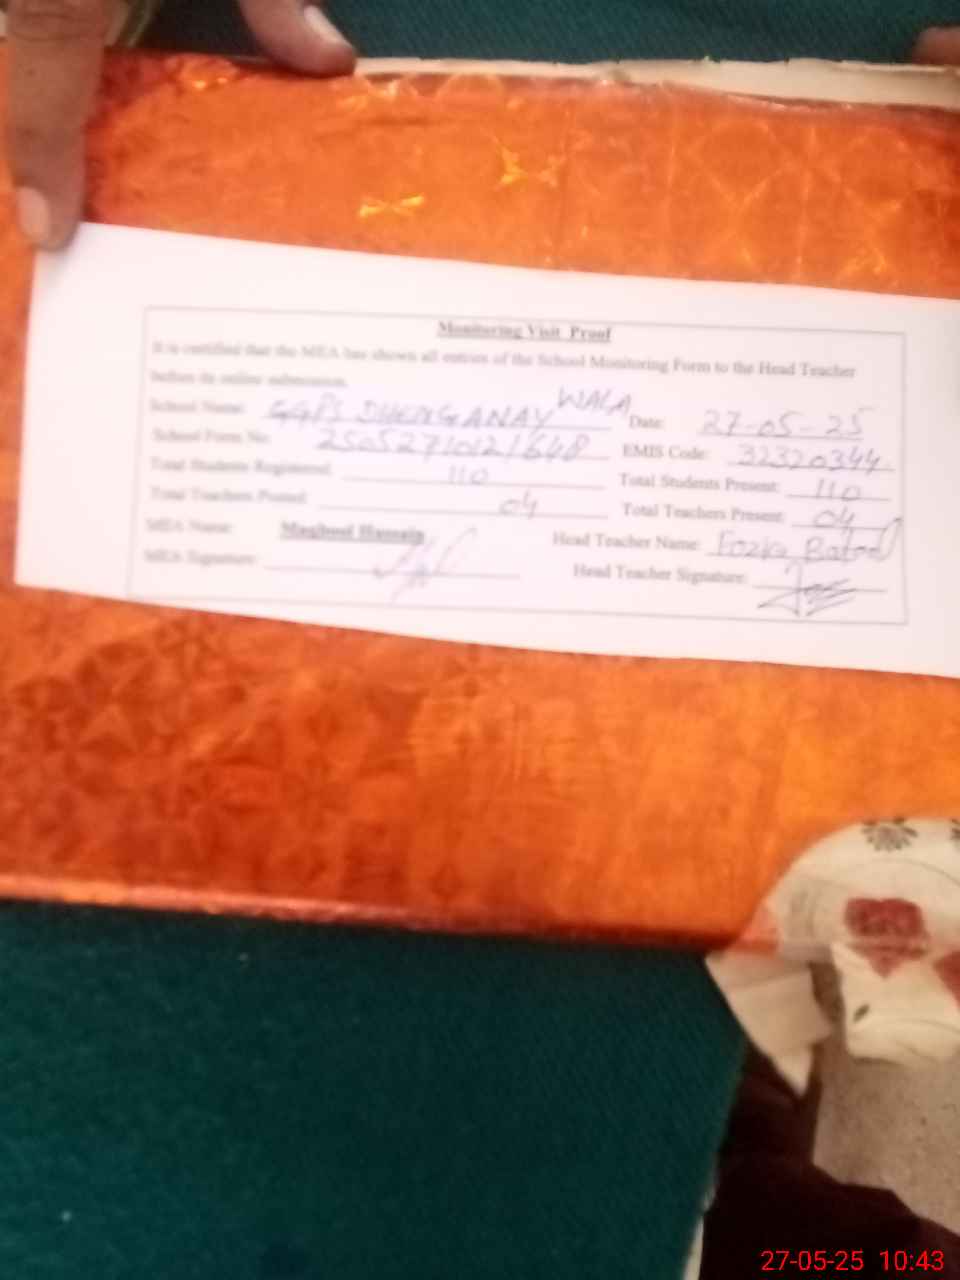 Monitoring Visit Proof
It is certified that the MEA has shown all entries of the School Monitoring Form to the Head Teacher
before its online submission.
School Name: GGPS DHENGANAY WALA Date: 27-05-25
School Form No: EMIS Code: 32320344
Total Students Registered: 110 Total Students Present: 110
Total Teachers Posted: 04 Total Teachers Present: 04
MEA Name: Maqbool Hussain Head Teacher Name: Fozia Batool
MEA Signature: Head Teacher Signature:
27-05-25 10:43